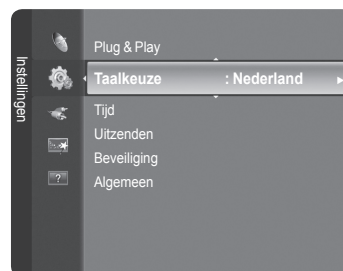 Instellingen
Plug & Play
Taalkeuze : Nederland
Tijd
Uitzenden
Beveiliging
Algemeen
?